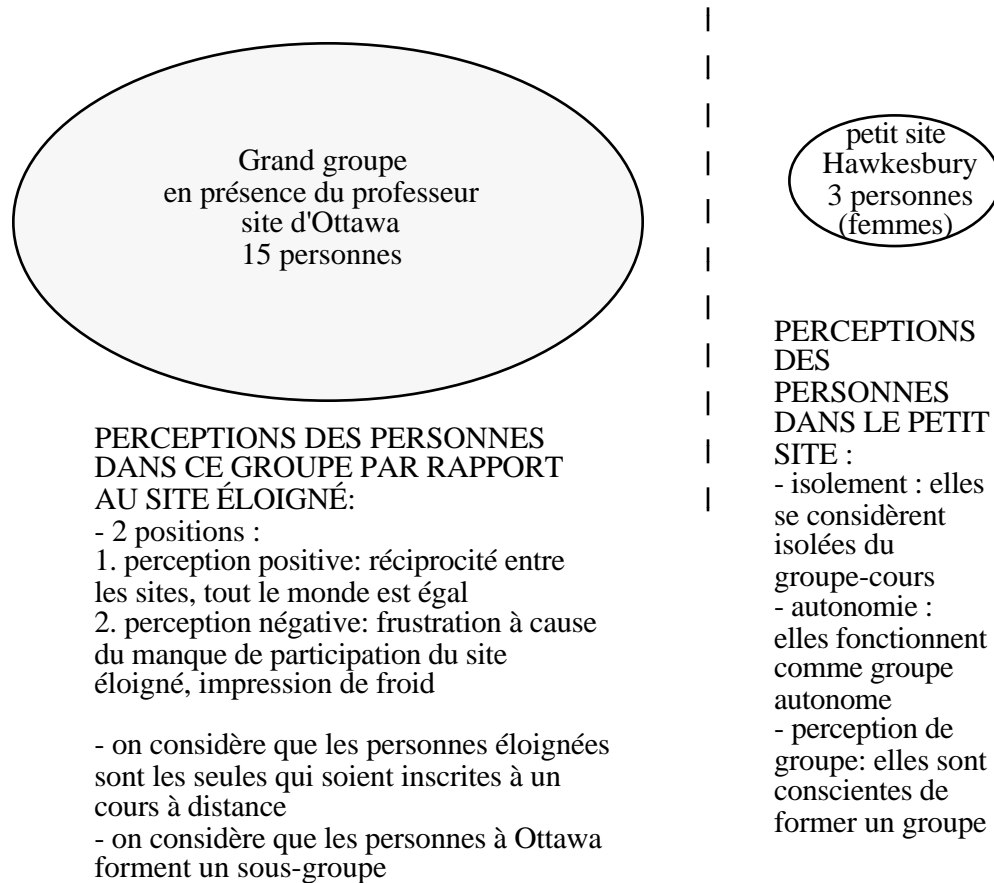 Grand groupe
en présence du professeur
site d'Ottawa
15 personnes
petit site
Hawkesbury
3 personnes
(femmes)
PERCEPTIONS DES PERSONNES
DANS CE GROUPE PAR RAPPORT
AU SITE ÉLOIGNÉ:
- 2 positions :
1. perception positive: réciprocité entre
les sites, tout le monde est égal
2. perception négative: frustration à cause
du manque de participation du site
éloigné, impression de froid
- on considère que les personnes éloignées
sont les seules qui soient inscrites à un
cours à distance
- on considère que les personnes à Ottawa
forment un sous-groupe
PERCEPTIONS
DES
PERSONNES
DANS LE PETIT
SITE :
- isolement : elles
se considèrent
isolées du
groupe-cours
- autonomie :
elles fonctionnent
comme groupe
autonome
- perception de
groupe: elles sont
conscientes de
former un groupe